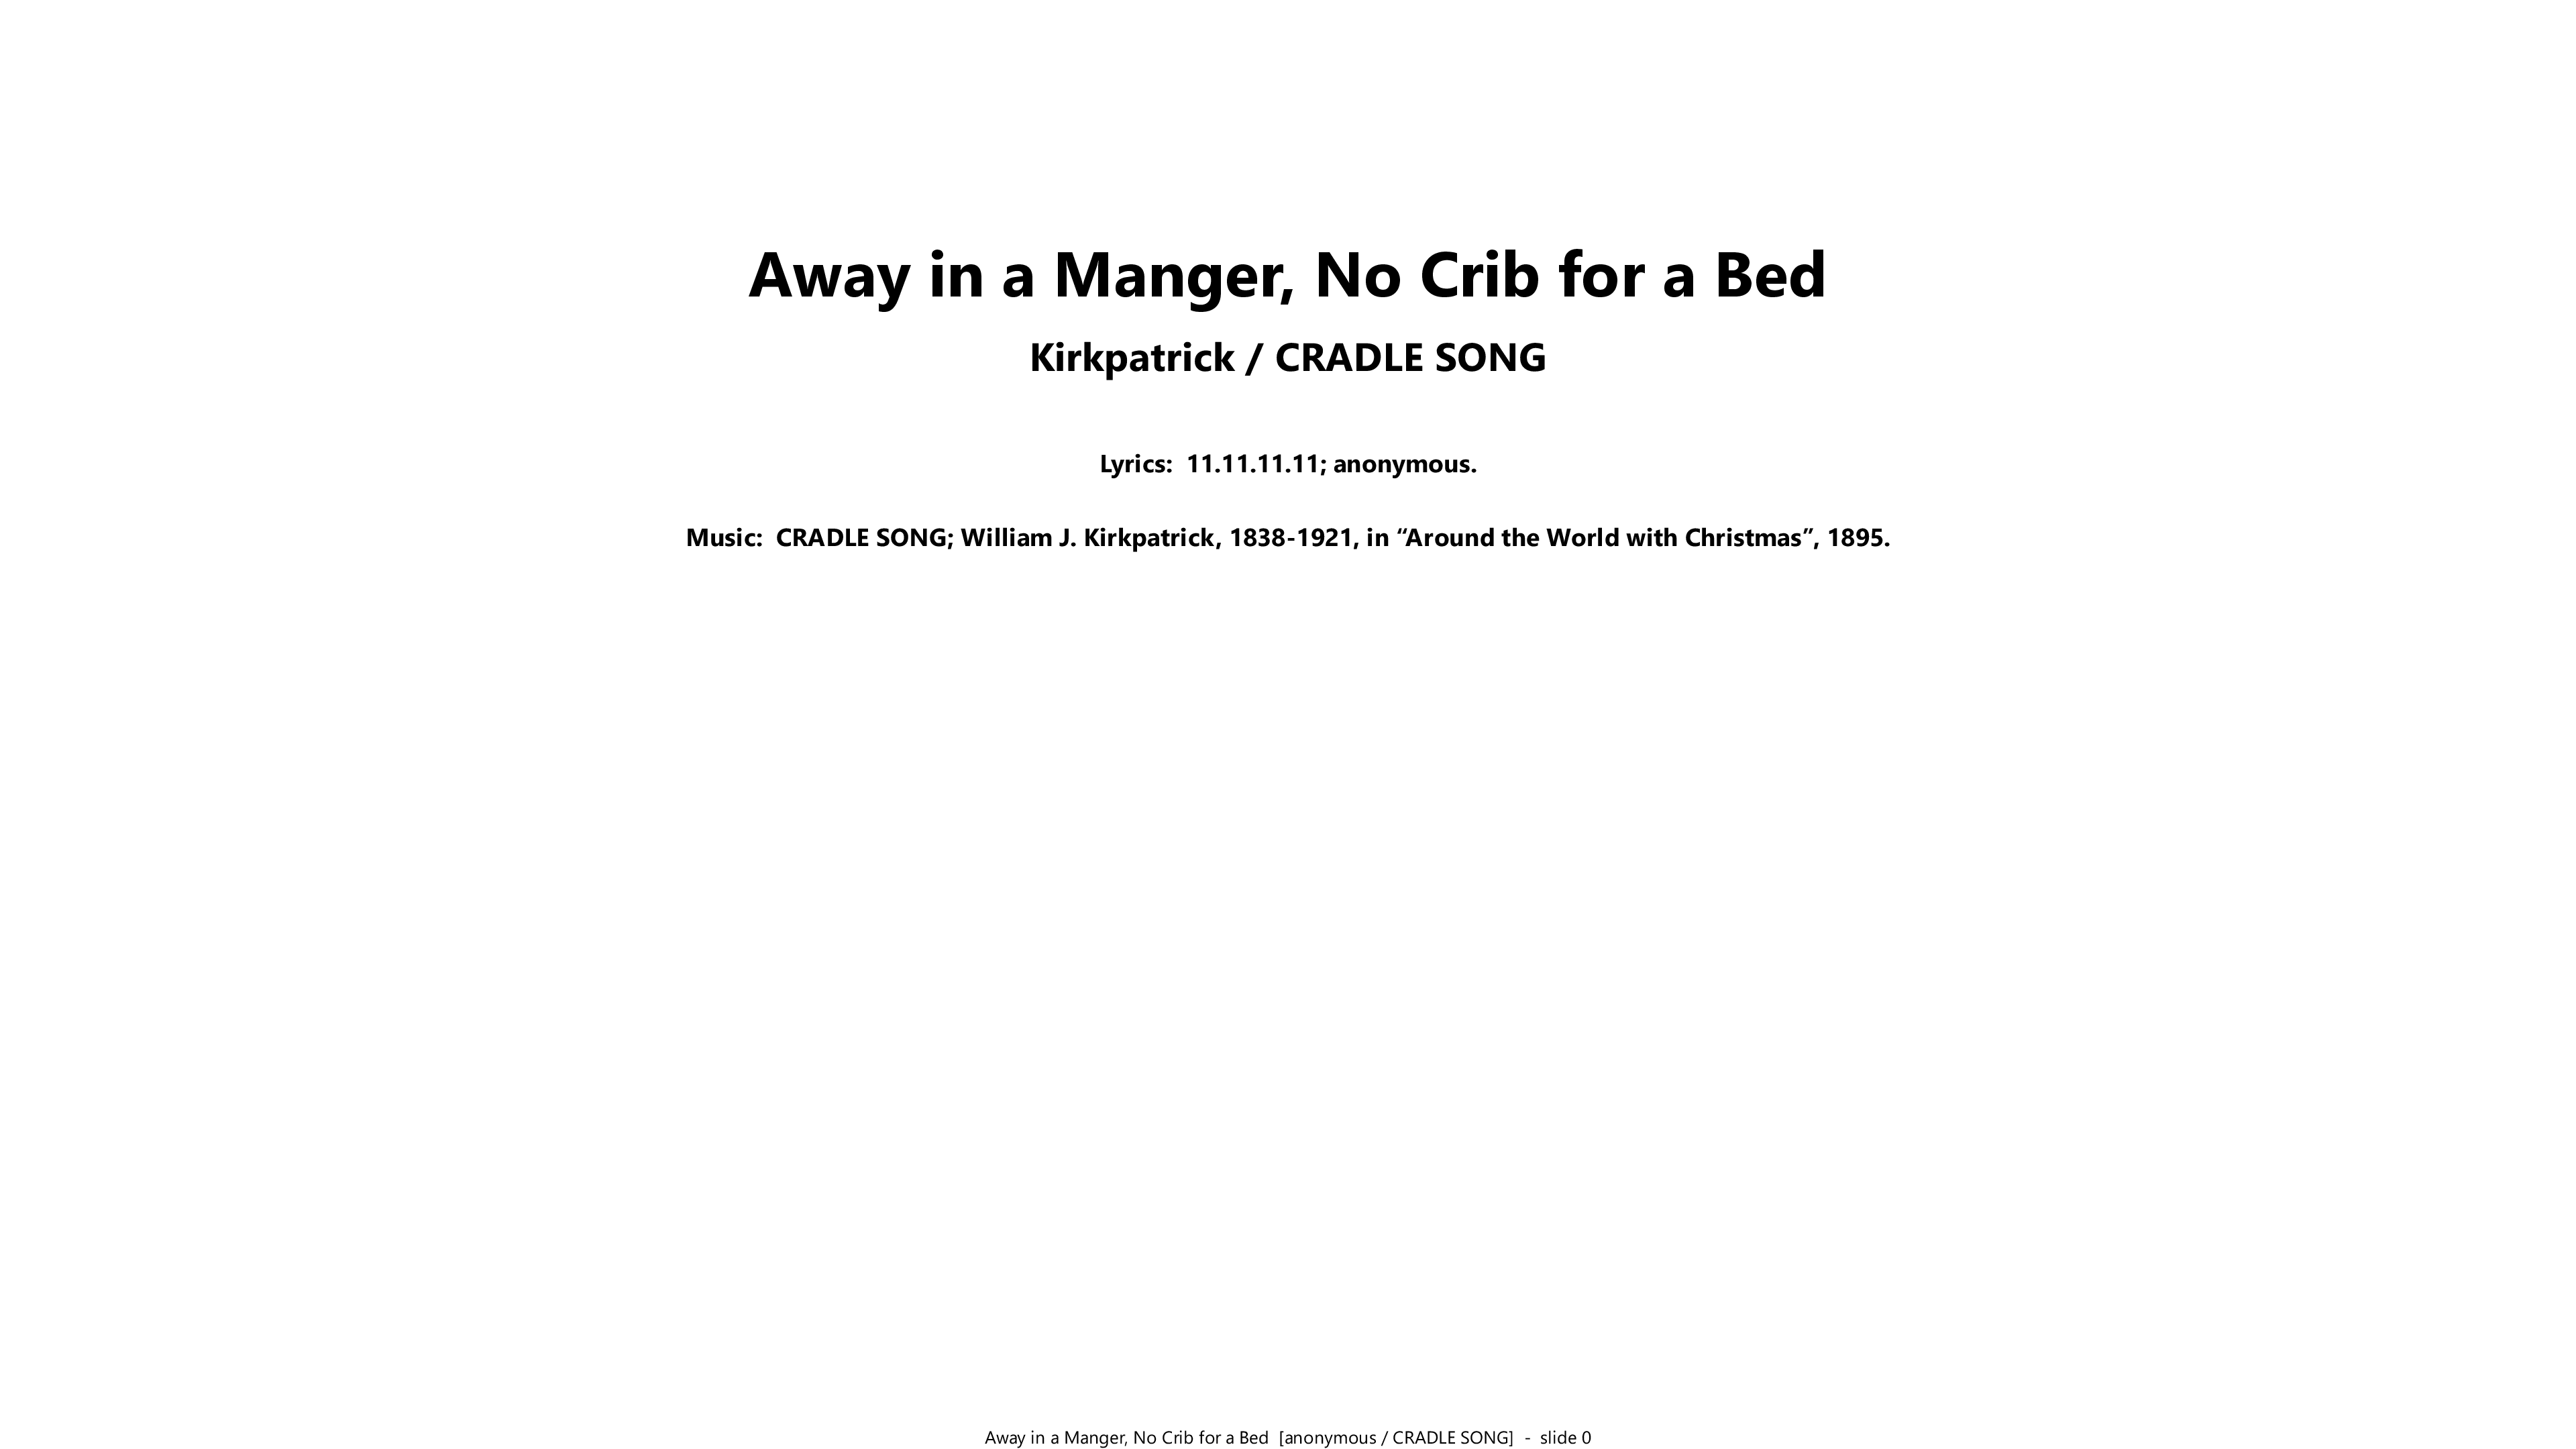 Away in a Manger, No Crib for a Bed
Kirkpatrick / CRADLE SONG
Lyrics:  11.11.11.11; anonymous.
Music:  CRADLE SONG; William J. Kirkpatrick, 1838-1921, in “Around the World with Christmas”, 1895.
Away in a Manger, No Crib for a Bed  [anonymous / CRADLE SONG]  -  slide 0